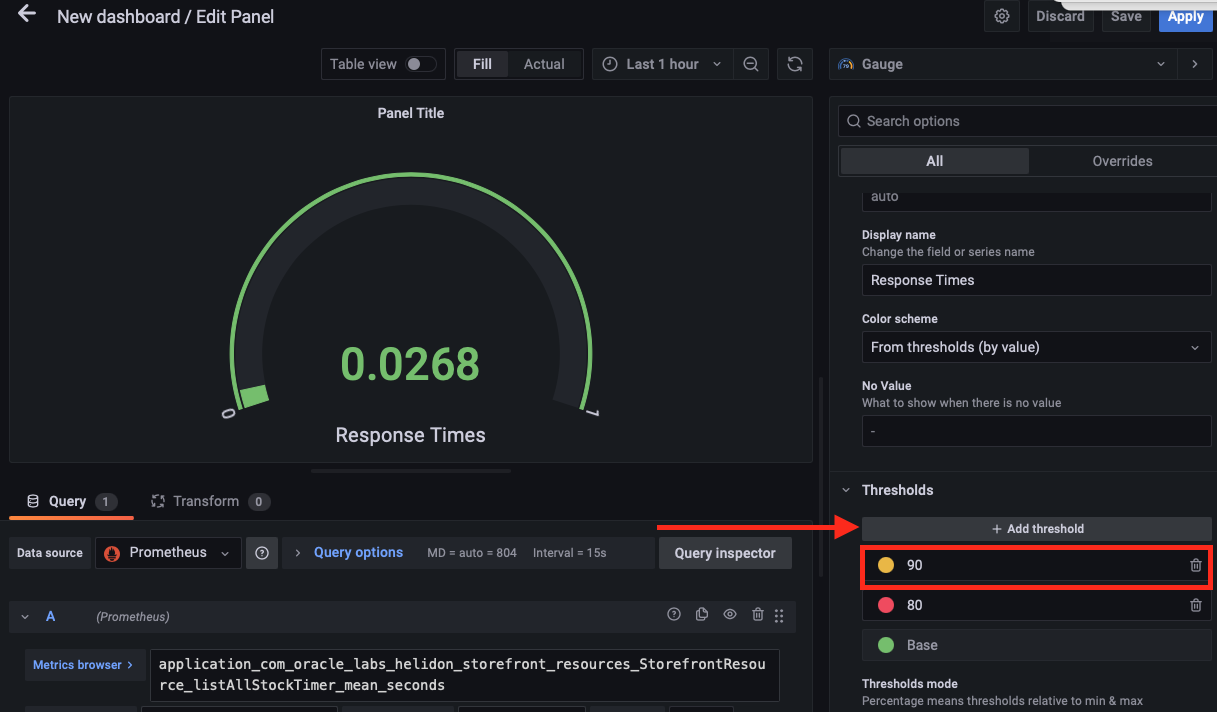 New dashboard / Edit Panel
Discard
Save
Apply
Table view
Fill
Actual
Last 1 hour
Gauge
Panel Title
0.0268
0
1
Response Times
Search options
All
Overrides
auto
Display name
Change the field or series name
Response Times
Color scheme
From thresholds (by value)
No Value
What to show when there is no value
-
Thresholds
+ Add threshold
90
80
Base
Thresholds mode
Percentage means thresholds relative to min & max
Query 1
Transform 0
Data source
Prometheus
Query options
MD = auto = 804
Interval = 15s
Query inspector
A
(Prometheus)
Metrics browser >
application_com_oracle_labs_helidon_storefront_resources_StorefrontResou
rce_listAllStockTimer_mean_seconds